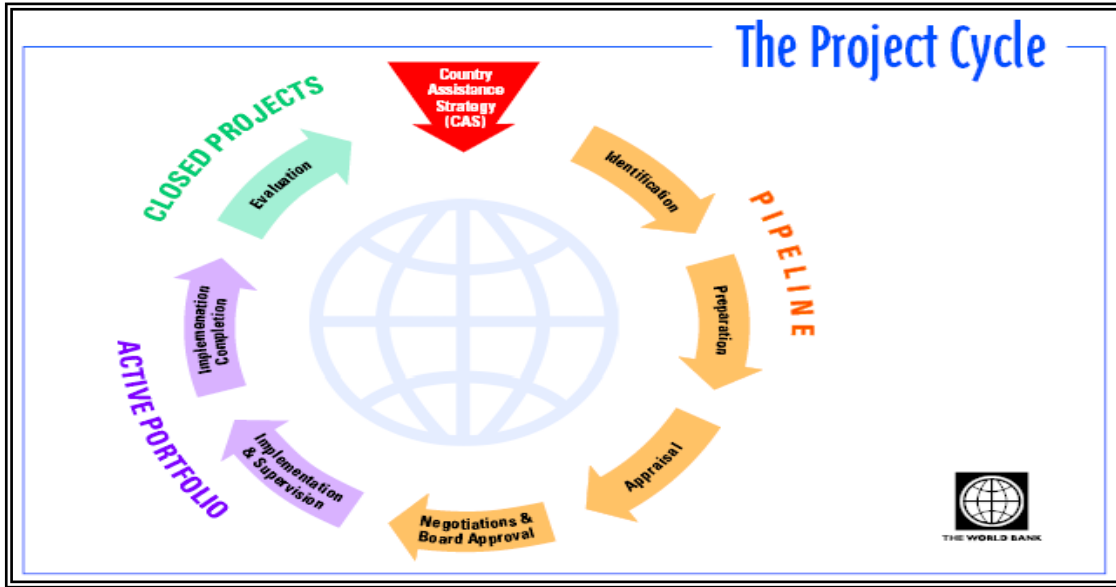 The Project Cycle
Country
Assistance
Strategy
(CAS)
Identification
PIPELINE
Preparation
Appraisal
Negotiations &
Board Approval
Implementation
& Supervision
ACTIVE PORTFOLIO
Implemenation
Completion
CLOSED PROJECTS
Evaluation
THE WORLD BANK